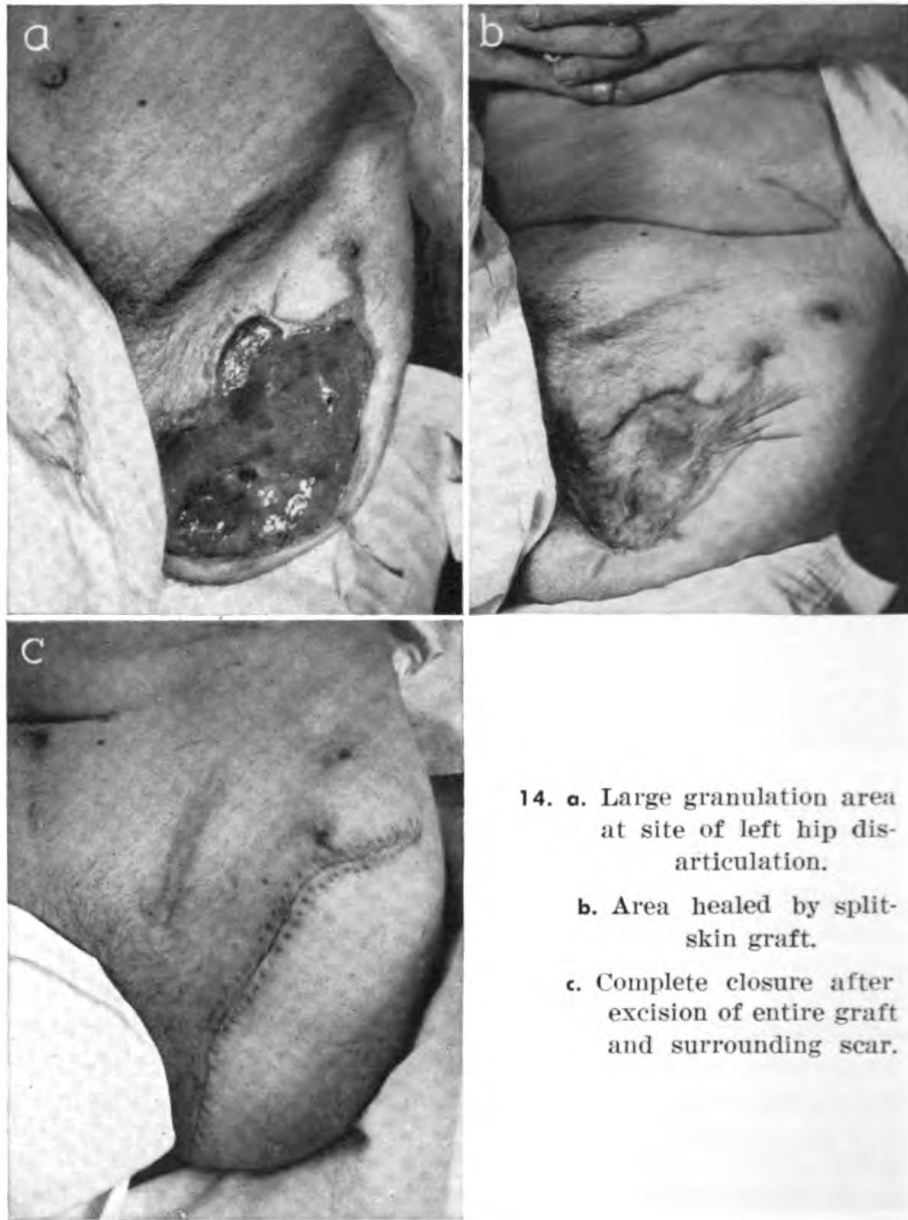 a
b
c
14. a. Large granulation area
at site of left hip dis-
articulation.
b. Area healed by split-
skin graft.
c. Complete closure after
excision of entire graft
and surrounding scar.